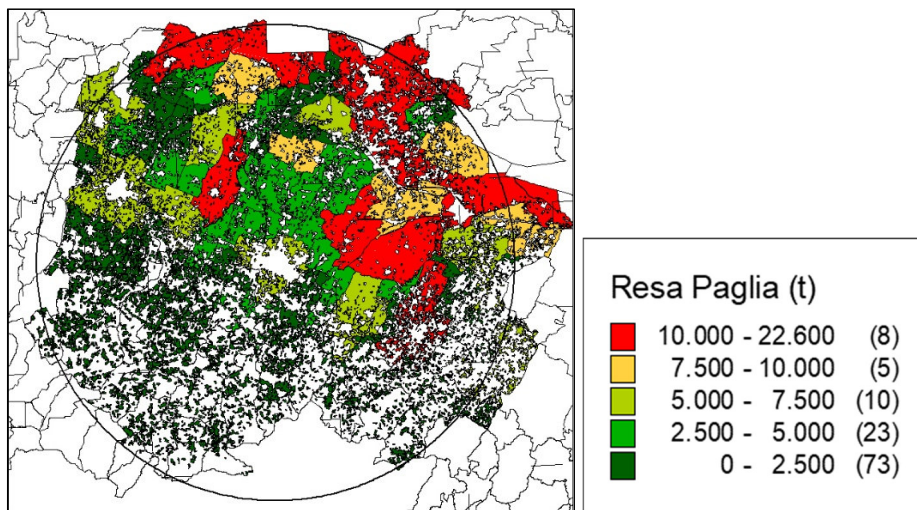 Resa Paglia (t)
10.000 - 22.600 (8)
7.500 - 10.000 (5)
5.000 - 7.500 (10)
2.500 - 5.000 (23)
0 - 2.500 (73)